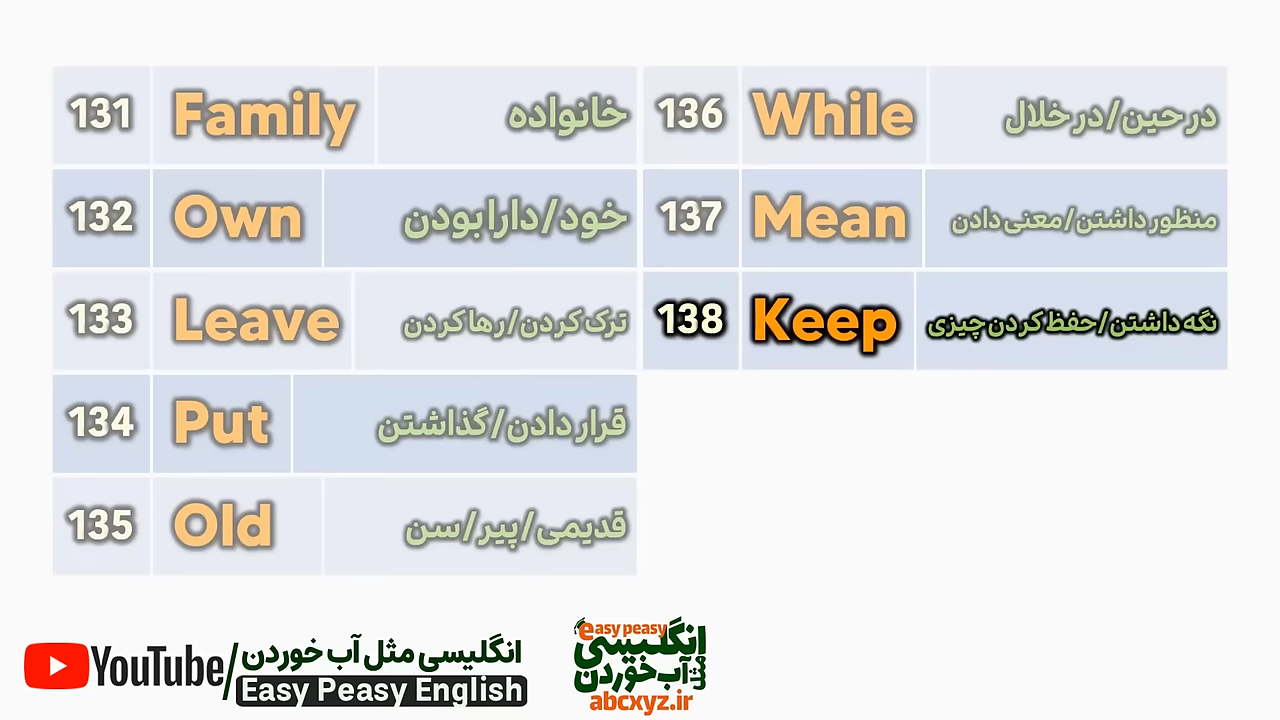 131 Family خانواده
132 Own خود/دارا بودن
133 Leave ترک کردن/رها کردن
134 Put قرار دادن/گذاشتن
135 Old قدیمی/پیر/سن
136 While در حین/در خلال
137 Mean منظور داشتن/معنی دادن
138 Keep نگه داشتن/حفظ کردن چیزی
YouTube/انگلیسی مثل آب خوردن
Easy Peasy English
easy peasy
انگلیسی
مثل آب خوردن
abcxyz.ir